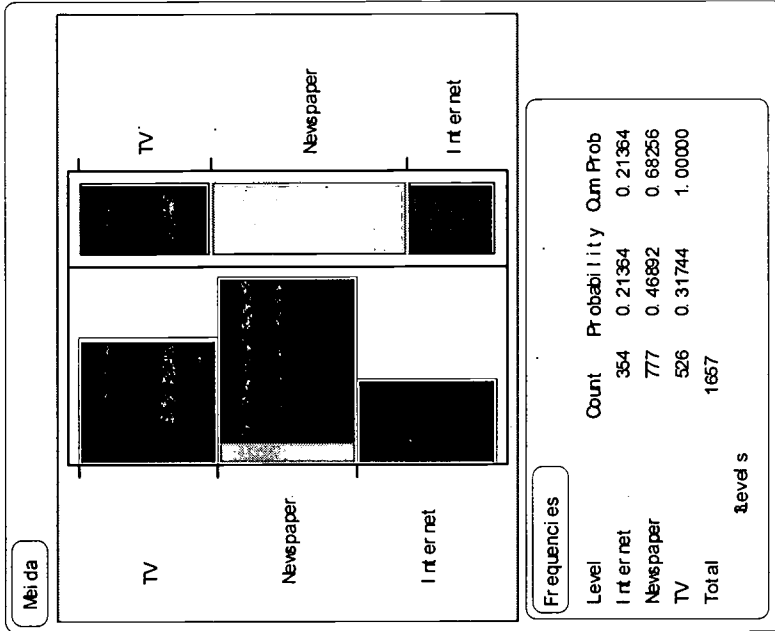 Meida
TV
Newspaper
Internet
TV
Newspaper
Internet
Frequencies
Level Count Probability Cum Prob
Internet 354 0.21364 0.21364
Newspaper 777 0.46892 0.68256
TV 526 0.31744 1.00000
Total 1657
Levels